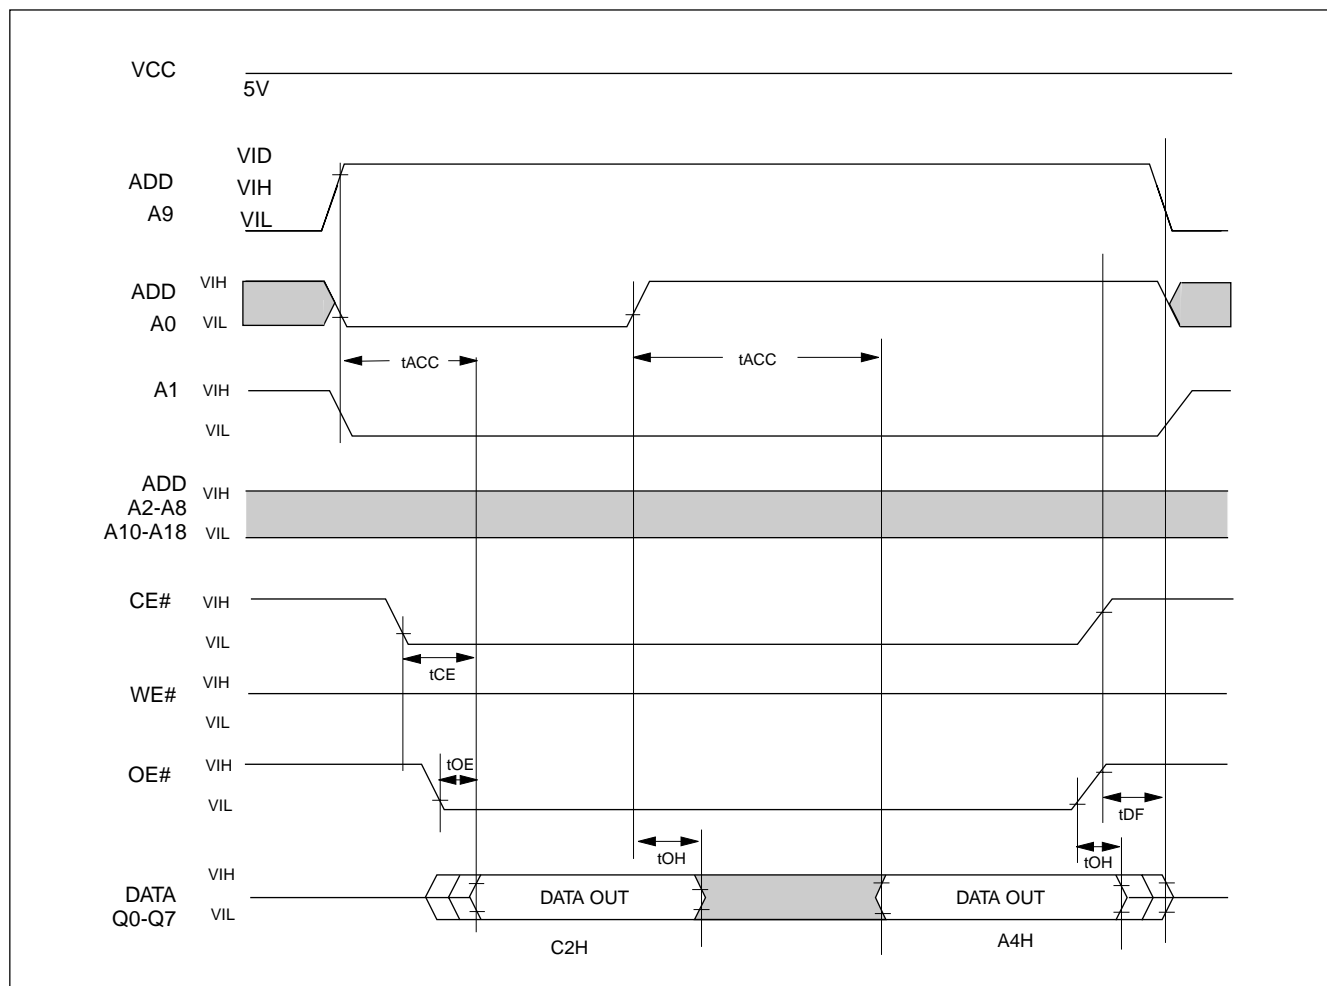 VCC
5V
VID
ADD
VIH
A9
VIL
ADD
VIH
A0
VIL
tACC
tACC
A1
VIH
VIL
ADD
VIH
A2-A8
A10-A18
VIL
CE#
VIH
VIL
tCE
VIH
WE#
VIL
OE#
VIH
tOE
VIL
tDF
tOH
tOH
VIH
DATA
DATA OUT
DATA OUT
Q0-Q7
VIL
C2H
A4H